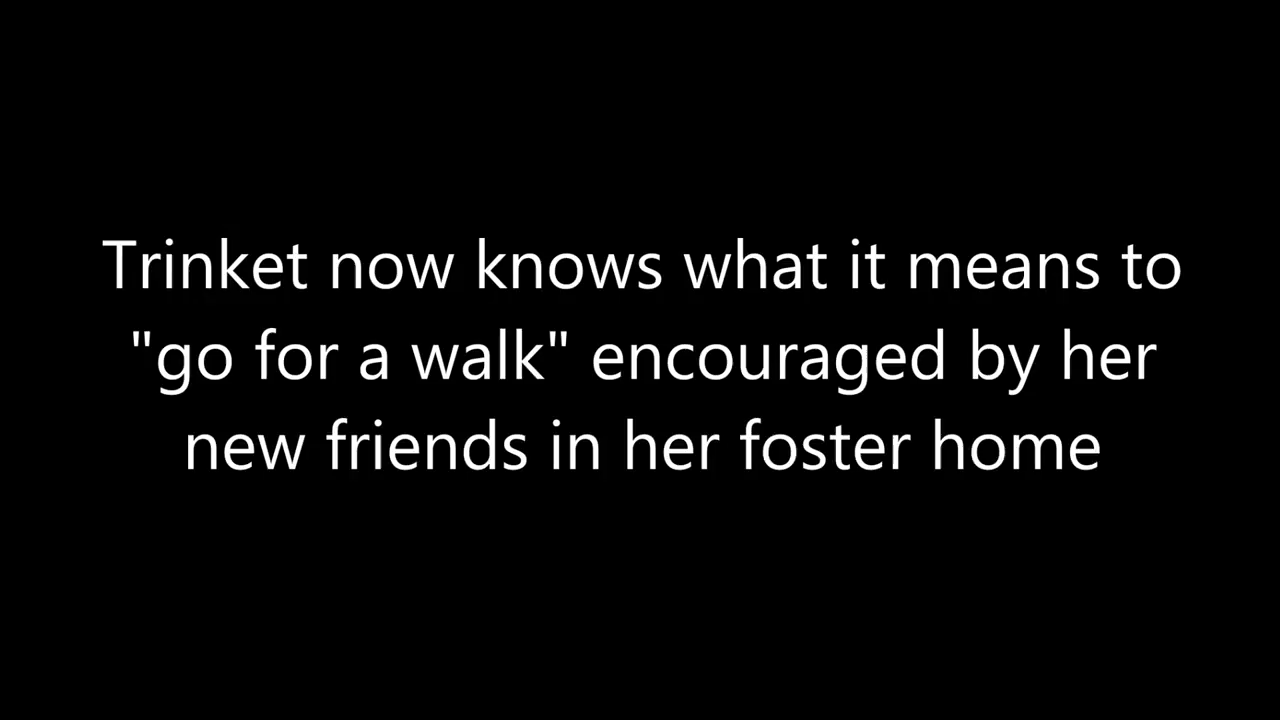 Trinket now knows what it means to
"go for a walk" encouraged by her
new friends in her foster home